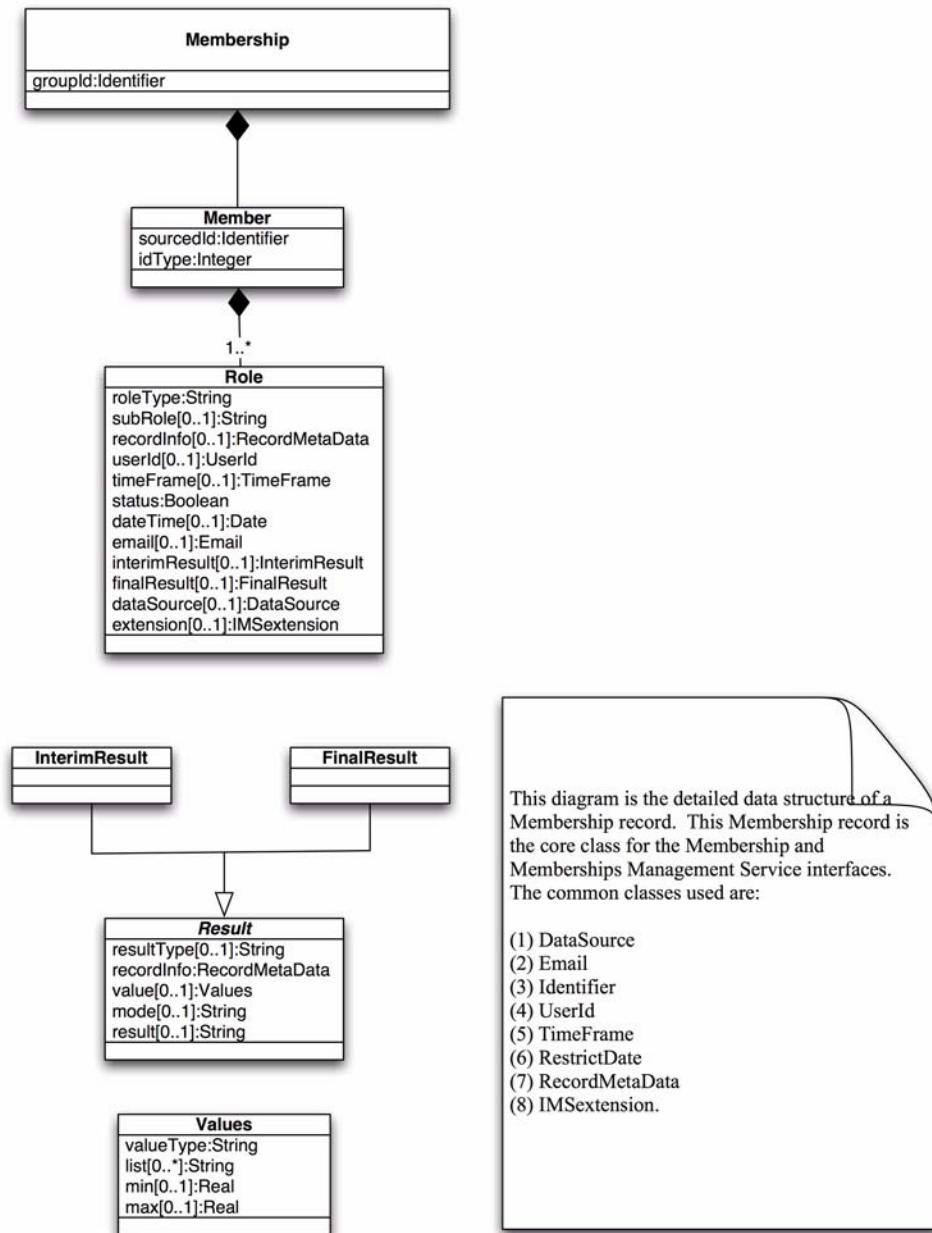 Membership
groupId:Identifier
Member
sourcedId:Identifier
idType:Integer
1..*
Role
roleType:String
subRole[0..1]:String
recordInfo[0..1]:RecordMetaData
userId[0..1]:UserId
timeFrame[0..1]:TimeFrame
status:Boolean
dateTime[0..1]:Date
email[0..1]:Email
interimResult[0..1]:InterimResult
finalResult[0..1]:FinalResult
dataSource[0..1]:DataSource
extension[0..1]:IMSextension
InterimResult
FinalResult
Result
resultType[0..1]:String
recordInfo:RecordMetaData
value[0..1]:Values
mode[0..1]:String
result[0..1]:String
Values
valueType:String
list[0..*]:String
min[0..1]:Real
max[0..1]:Real
This diagram is the detailed data structure of a
Membership record.  This Membership record is
the core class for the Membership and
Memberships Management Service interfaces.
The common classes used are:
(1) DataSource
(2) Email
(3) Identifier
(4) UserId
(5) TimeFrame
(6) RestrictDate
(7) RecordMetaData
(8) IMSextension.